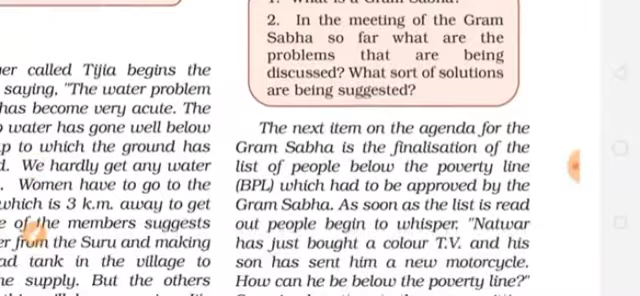 2. In the meeting of the Gram
Sabha so far what are the
problems that are being
discussed? What sort of solutions
are being suggested?
called Tijia begins the
saying, "The water problem
has become very acute. The
water has gone well below
to which the ground has
We hardly get any water
Women have to go to the
which is 3 k.m. away to get
of the members suggests
from the Suru and making
tank in the village to
supply. But the others
The next item on the agenda for the
Gram Sabha is the finalisation of the
list of people below the poverty line
(BPL) which had to be approved by the
Gram Sabha. As soon as the list is read
out people begin to whisper, "Natwar
has just bought a colour T.V. and his
son has sent him a new motorcycle.
How can he be below the poverty line?"